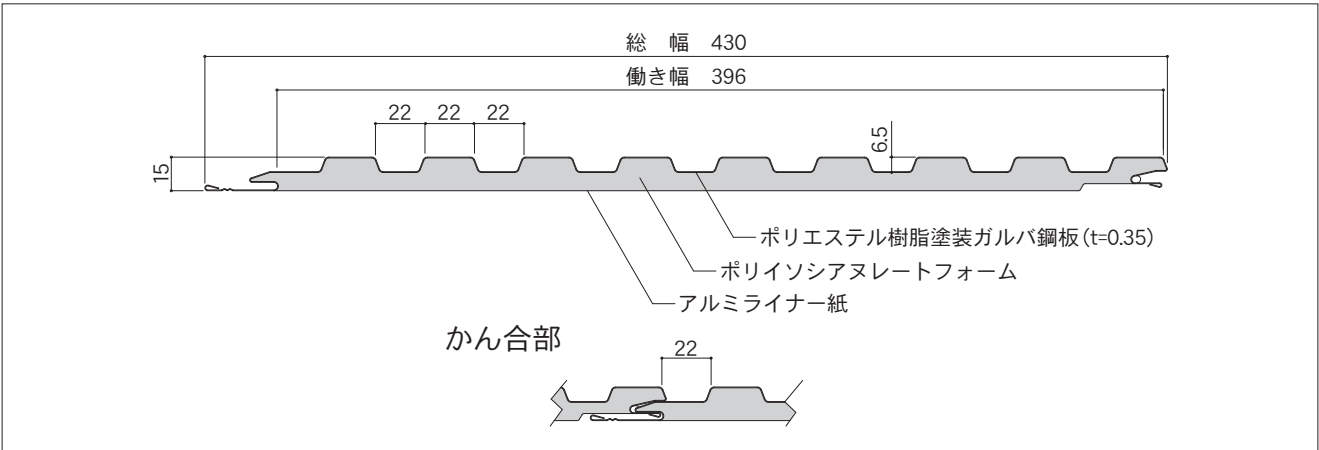 総　幅　430
働き幅　396
22　22　22
6.5
15
ポリエステル樹脂塗装ガルバ鋼板(t=0.35)
ポリイソシアヌレートフォーム
アルミライナー紙
かん合部
22